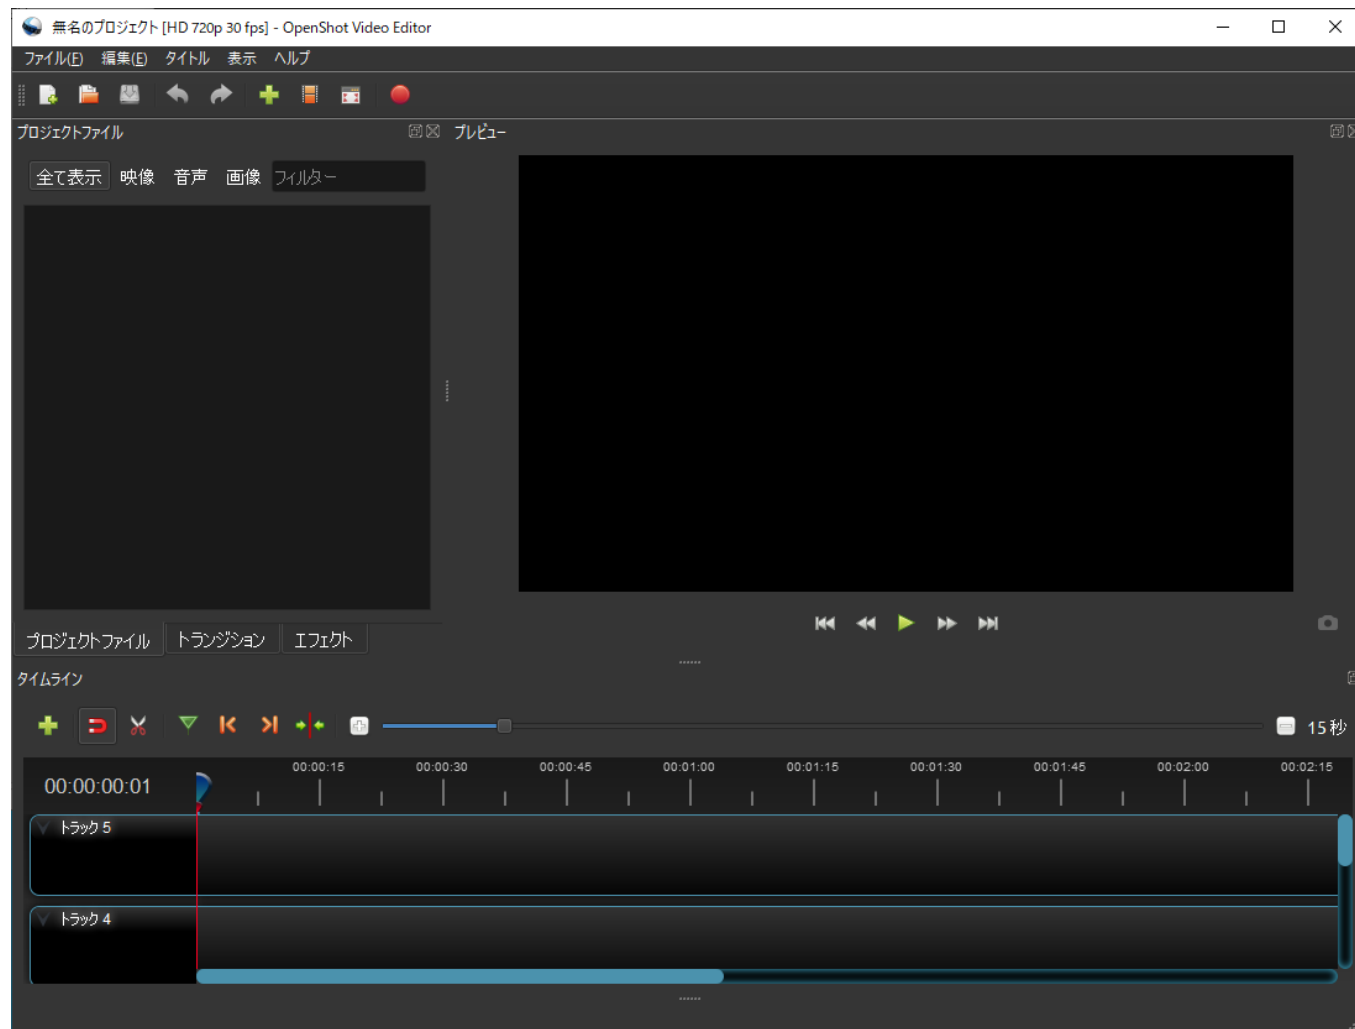 無名のプロジェクト [HD 720p 30 fps] - OpenShot Video Editor
ファイル(F) 編集(E) タイトル 表示 ヘルプ
プロジェクトファイル
プレビュー
全て表示 映像 音声 画像 フィルター
プロジェクトファイル トランジション エフェクト
タイムライン
15秒
00:00:00:01
00:00:15 00:00:30 00:00:45 00:01:00 00:01:15 00:01:30 00:01:45 00:02:00 00:02:15
トラック 5
トラック 4